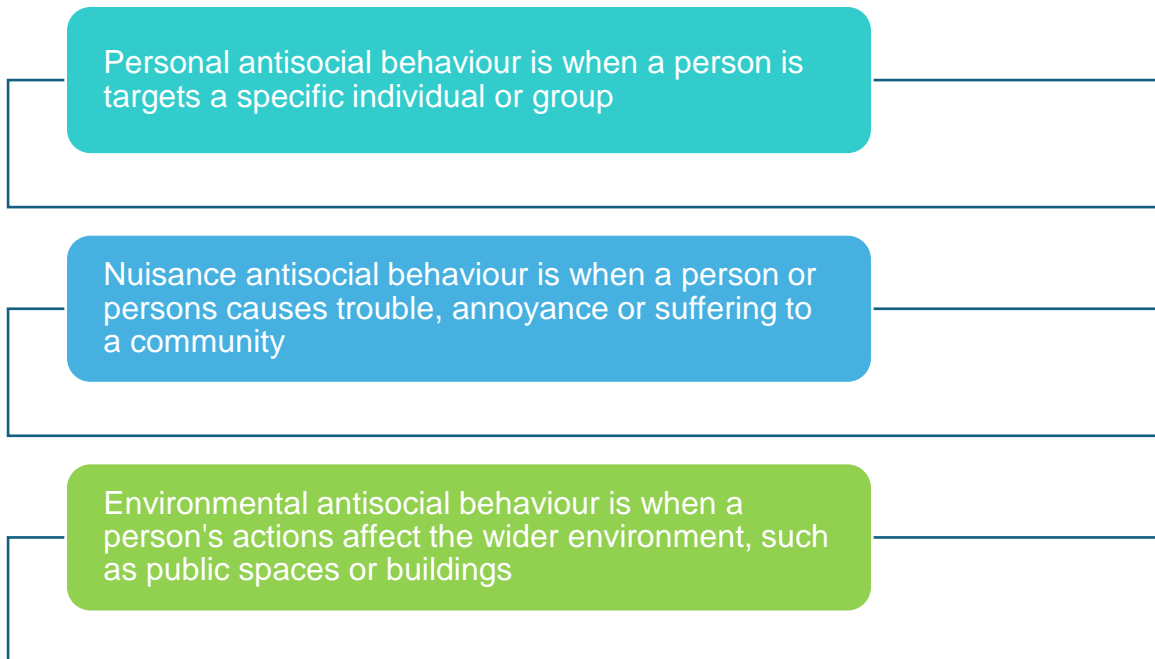 Personal antisocial behaviour is when a person is
targets a specific individual or group
Nuisance antisocial behaviour is when a person or
persons causes trouble, annoyance or suffering to
a community
Environmental antisocial behaviour is when a
person's actions affect the wider environment, such
as public spaces or buildings